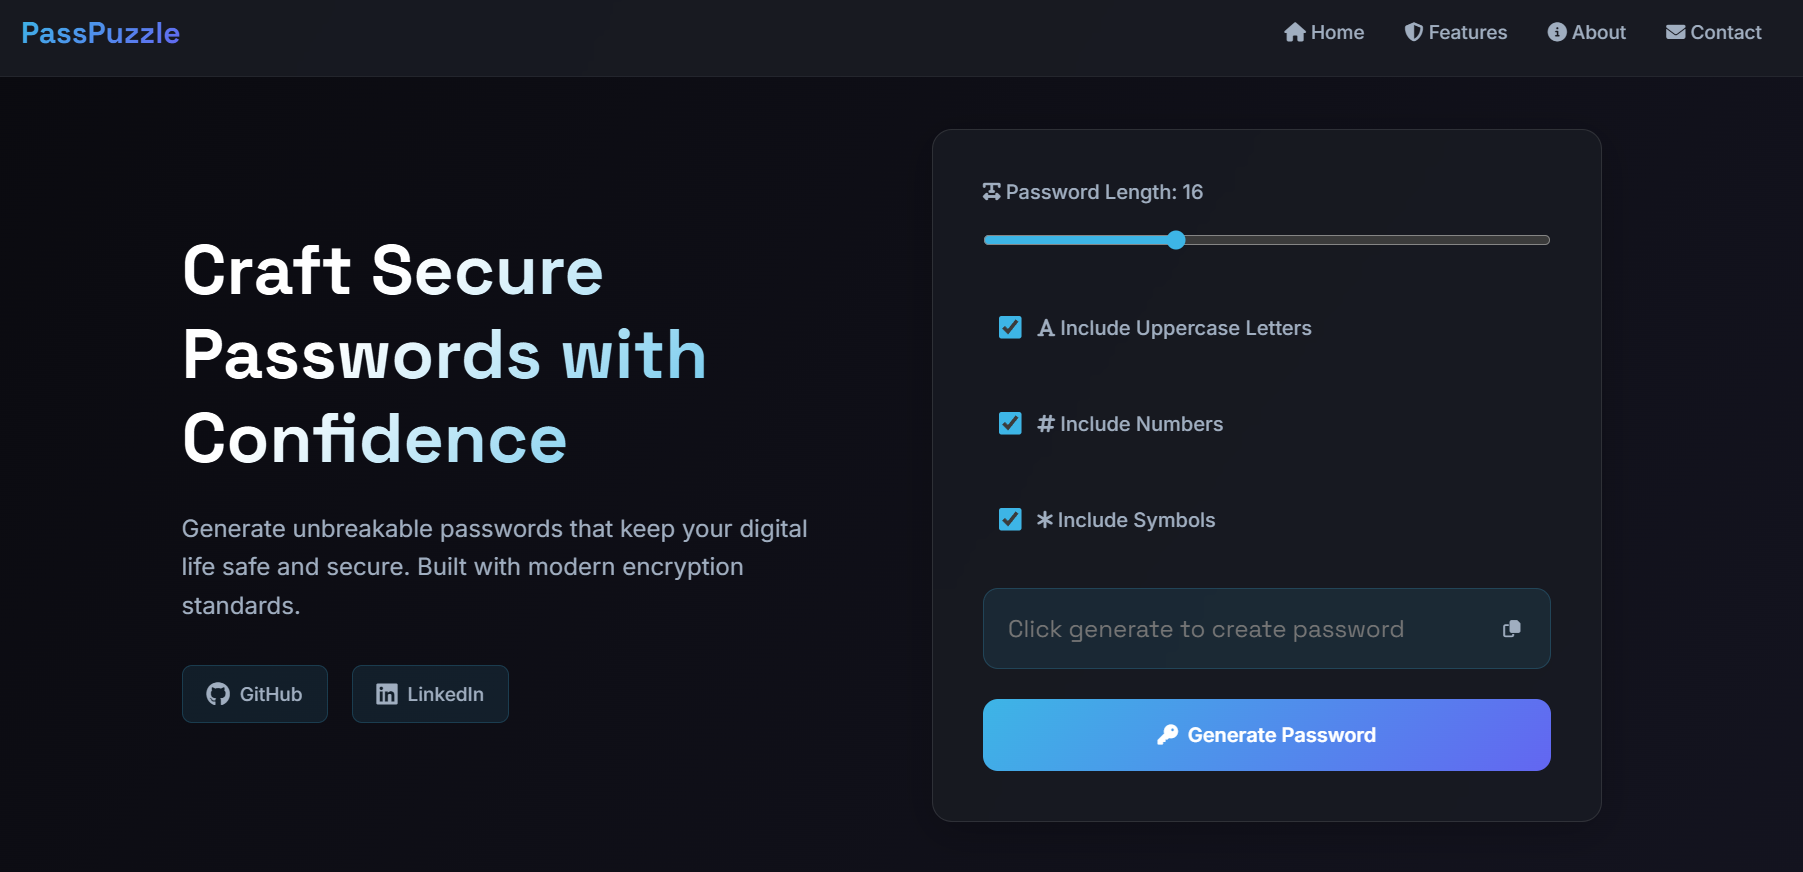 PassPuzzle
Home
Features
About
Contact
Craft Secure
Passwords with
Confidence
Generate unbreakable passwords that keep your digital
life safe and secure. Built with modern encryption
standards.
GitHub
LinkedIn
Password Length: 16
Include Uppercase Letters
Include Numbers
Include Symbols
Click generate to create password
Generate Password